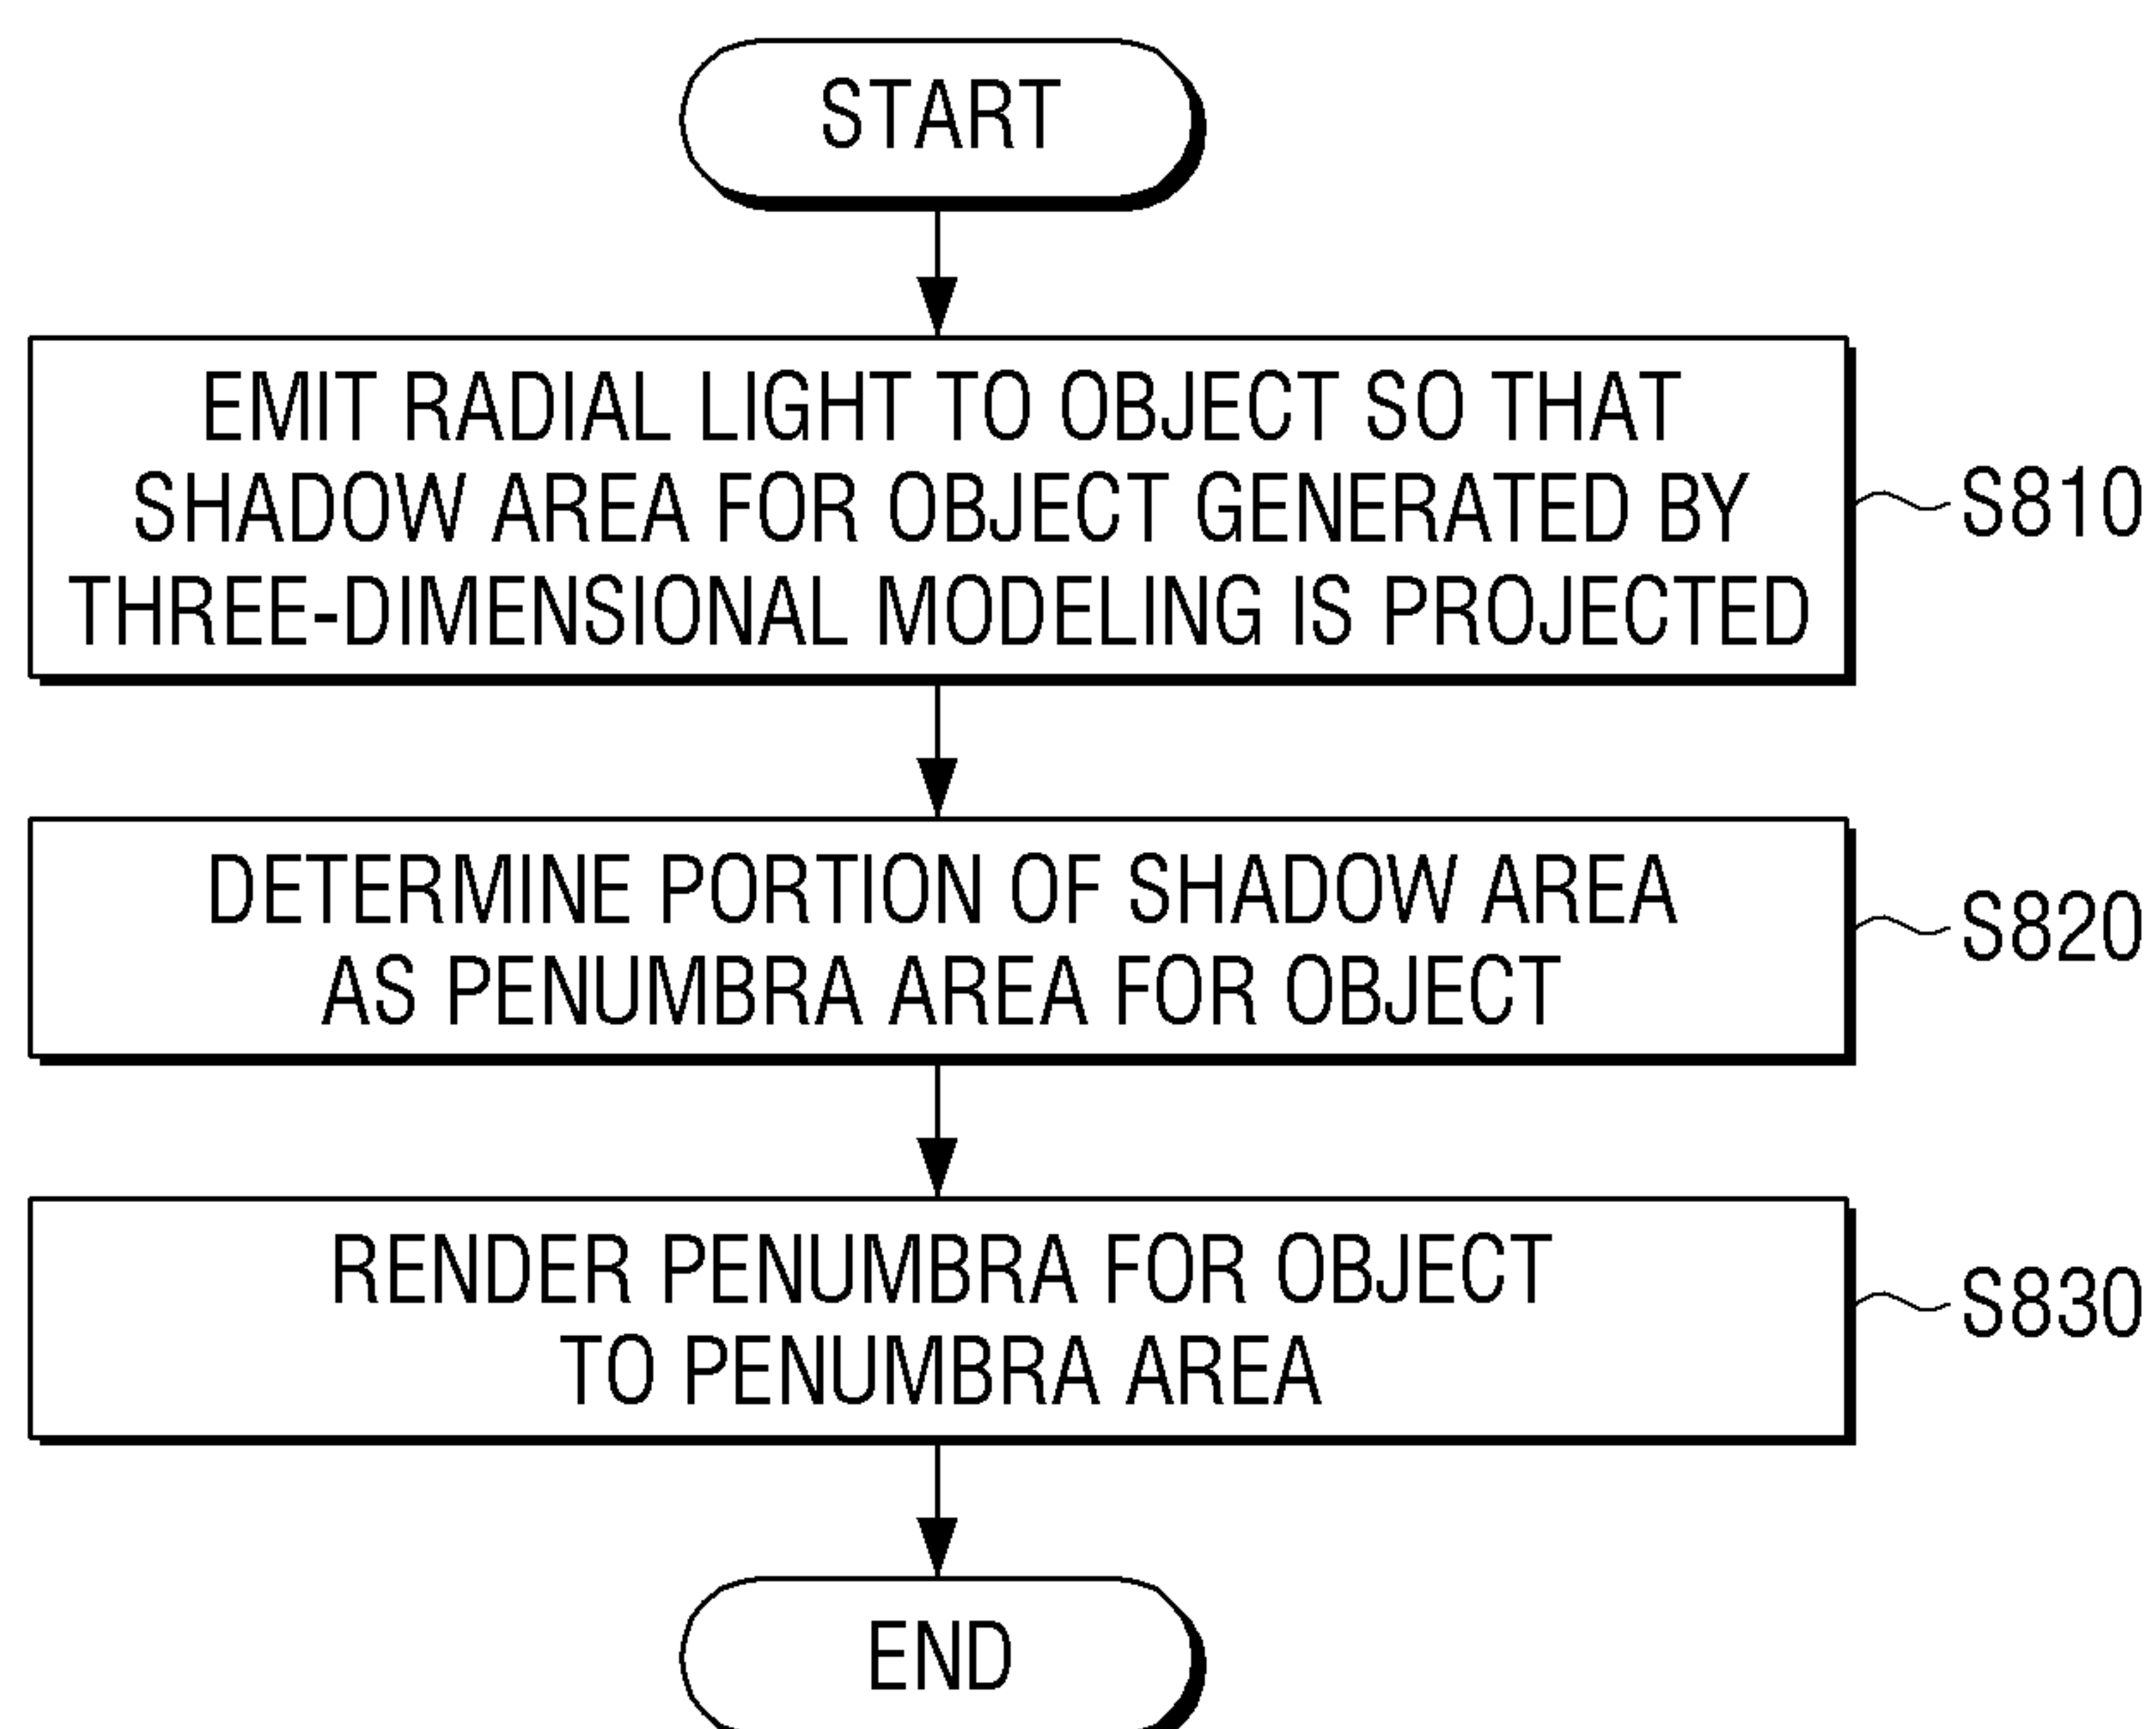 START
EMIT RADIAL LIGHT TO OBJECT SO THAT
SHADOW AREA FOR OBJECT GENERATED BY
THREE-DIMENSIONAL MODELING IS PROJECTED
S810
DETERMINE PORTION OF SHADOW AREA
AS PENUMBRA AREA FOR OBJECT
S820
RENDER PENUMBRA FOR OBJECT
TO PENUMBRA AREA
S830
END